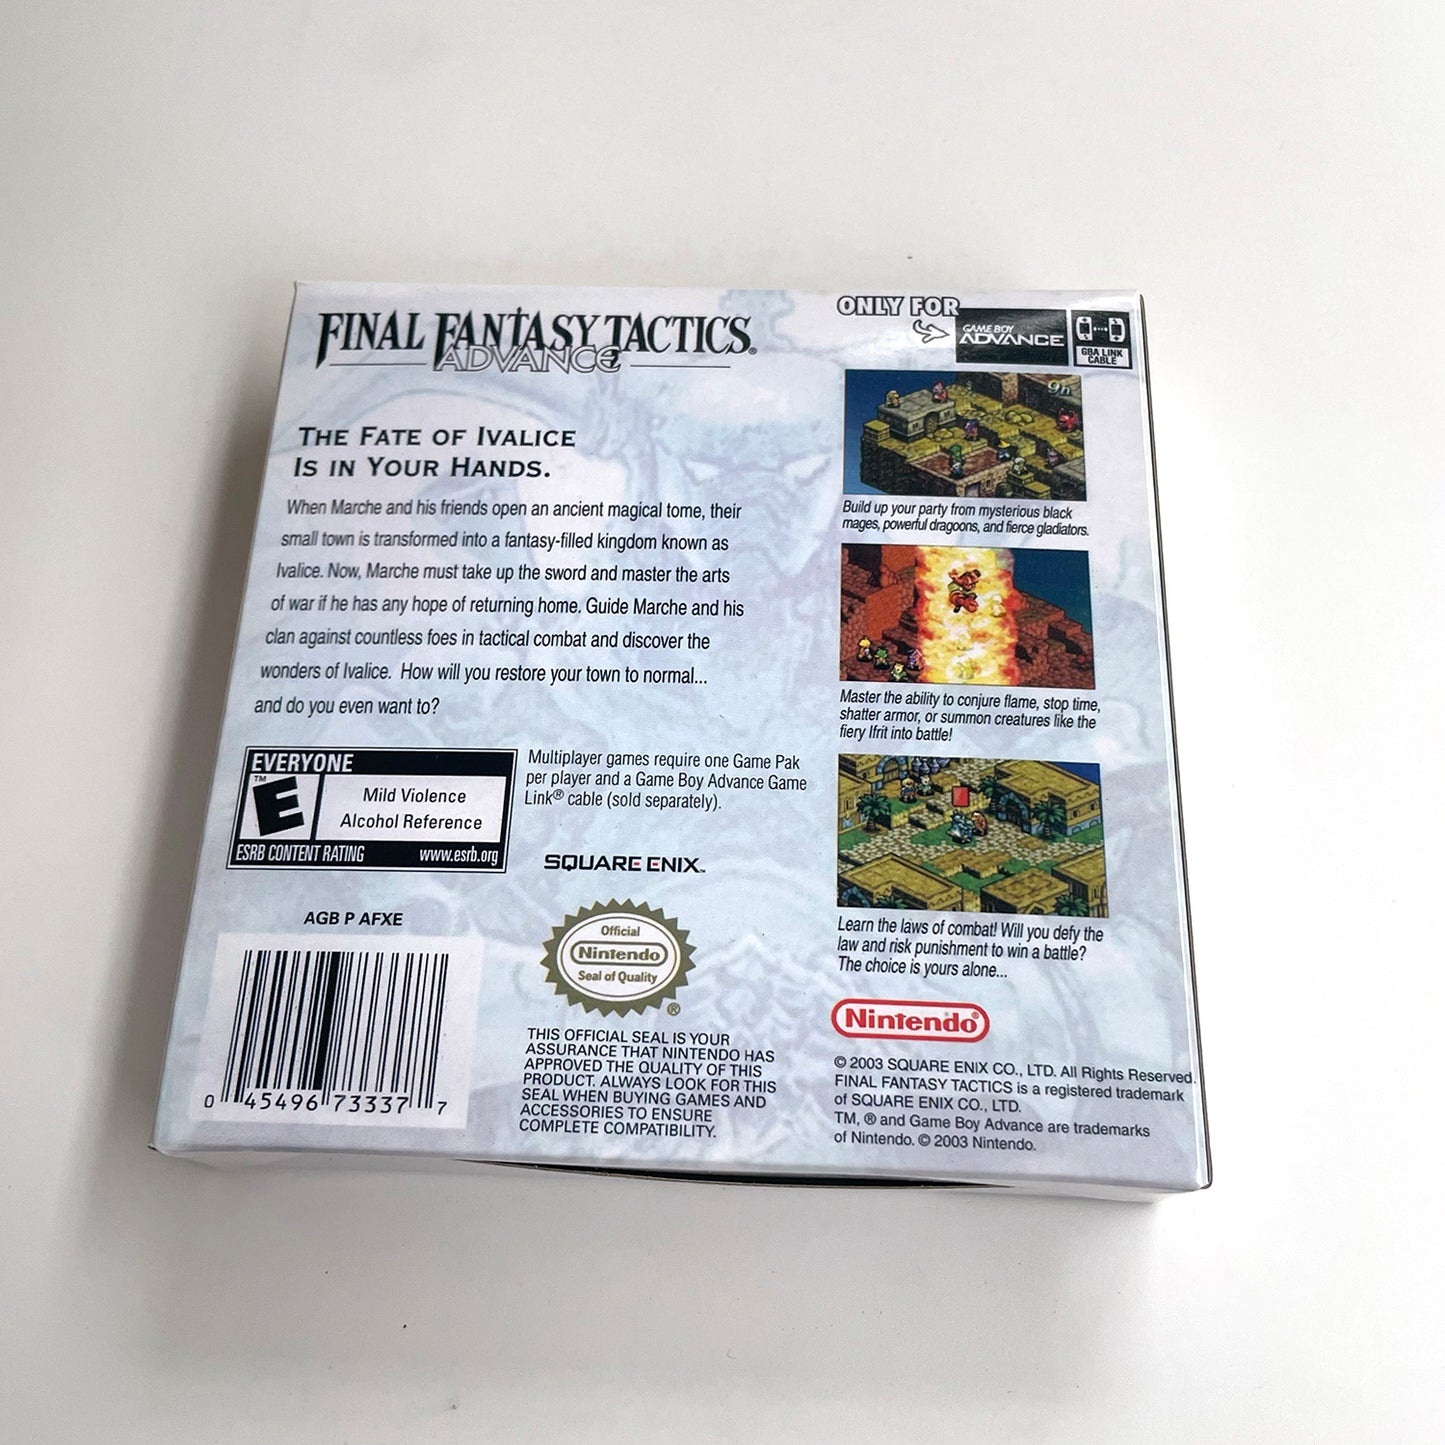 FINAL FANTASY TACTICS®
ADVANCE
THE FATE OF IVALICE
IS IN YOUR HANDS.
When Marche and his friends open an ancient magical tome, their
small town is transformed into a fantasy-filled kingdom known as
Ivalice. Now, Marche must take up the sword and master the arts
of war if he has any hope of returning home. Guide Marche and his
clan against countless foes in tactical combat and discover the
wonders of Ivalice. How will you restore your town to normal...
and do you even want to?
EVERYONE
E™
Mild Violence
Alcohol Reference
ESRB CONTENT RATING www.esrb.org
Multiplayer games require one Game Pak
per player and a Game Boy Advance Game
Link® cable (sold separately).
SQUARE ENIX™
AGB P AFXE
0 45496 73337 7
Official
Nintendo
Seal of Quality
®
THIS OFFICIAL SEAL IS YOUR
ASSURANCE THAT NINTENDO HAS
APPROVED THE QUALITY OF THIS
PRODUCT. ALWAYS LOOK FOR THIS
SEAL WHEN BUYING GAMES AND
ACCESSORIES TO ENSURE
COMPLETE COMPATIBILITY.
ONLY FOR
GAME BOY
ADVANCE
GBA LINK
CABLE
9h
Build up your party from mysterious black
mages, powerful dragoons, and fierce gladiators.
Master the ability to conjure flame, stop time,
shatter armor, or summon creatures like the
fiery Ifrit into battle!
Learn the laws of combat! Will you defy the
law and risk punishment to win a battle?
The choice is yours alone...
Nintendo®
© 2003 SQUARE ENIX CO., LTD. All Rights Reserved.
FINAL FANTASY TACTICS is a registered trademark
of SQUARE ENIX CO., LTD.
TM, ® and Game Boy Advance are trademarks
of Nintendo. © 2003 Nintendo.